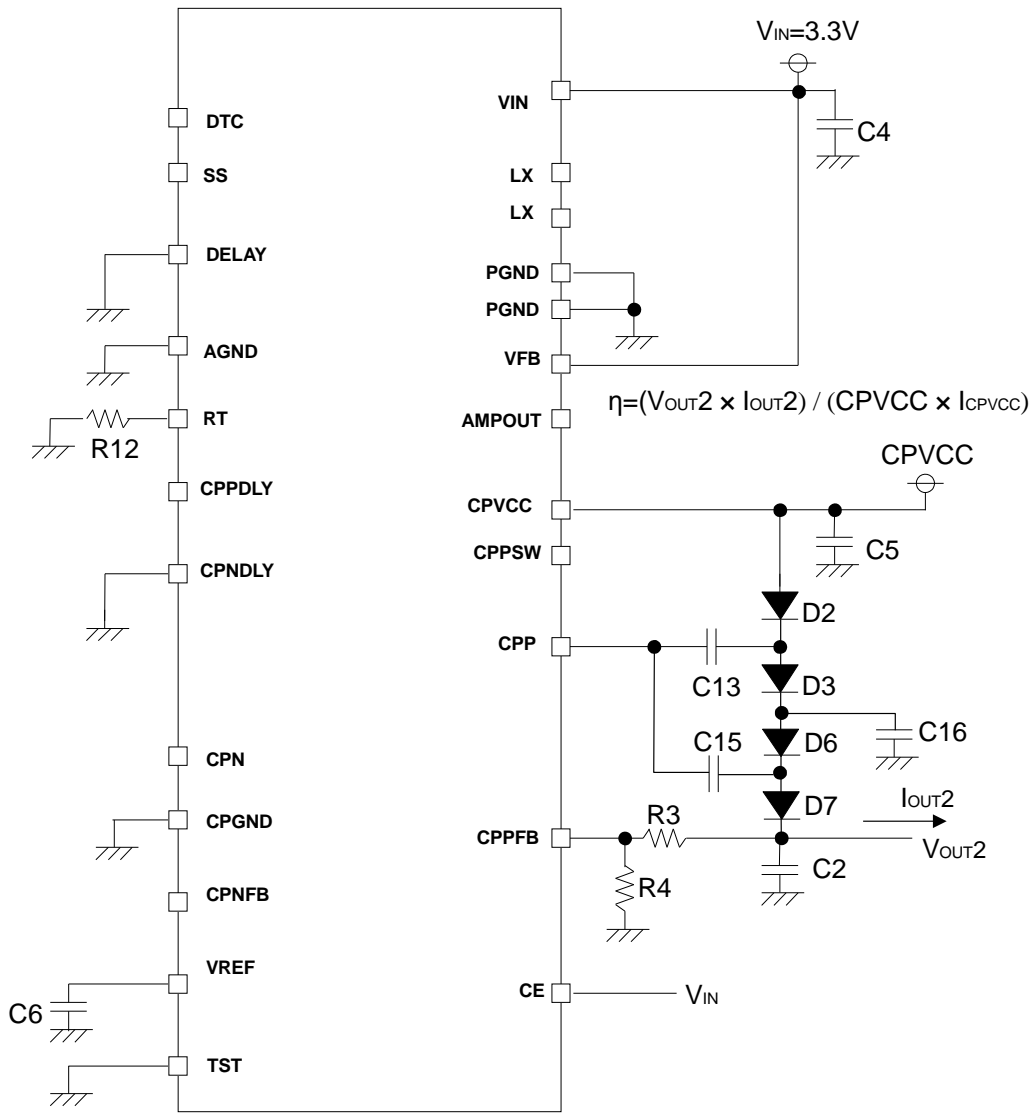 VIN=3.3V
VIN
C4
DTC
SS
LX
LX
DELAY
PGND
PGND
AGND
VFB
RT
R12
AMPOUT
η=(VOUT2 × IOUT2) / (CPVCC × ICPVCC)
CPVCC
CPPDLY
CPVCC
C5
CPPSW
CPNDLY
D2
CPP
C13
D3
C15
D6
C16
CPN
D7
IOUT2
CPGND
CPPFB
R3
VOUT2
R4
C2
CPNFB
VREF
C6
CE
VIN
TST